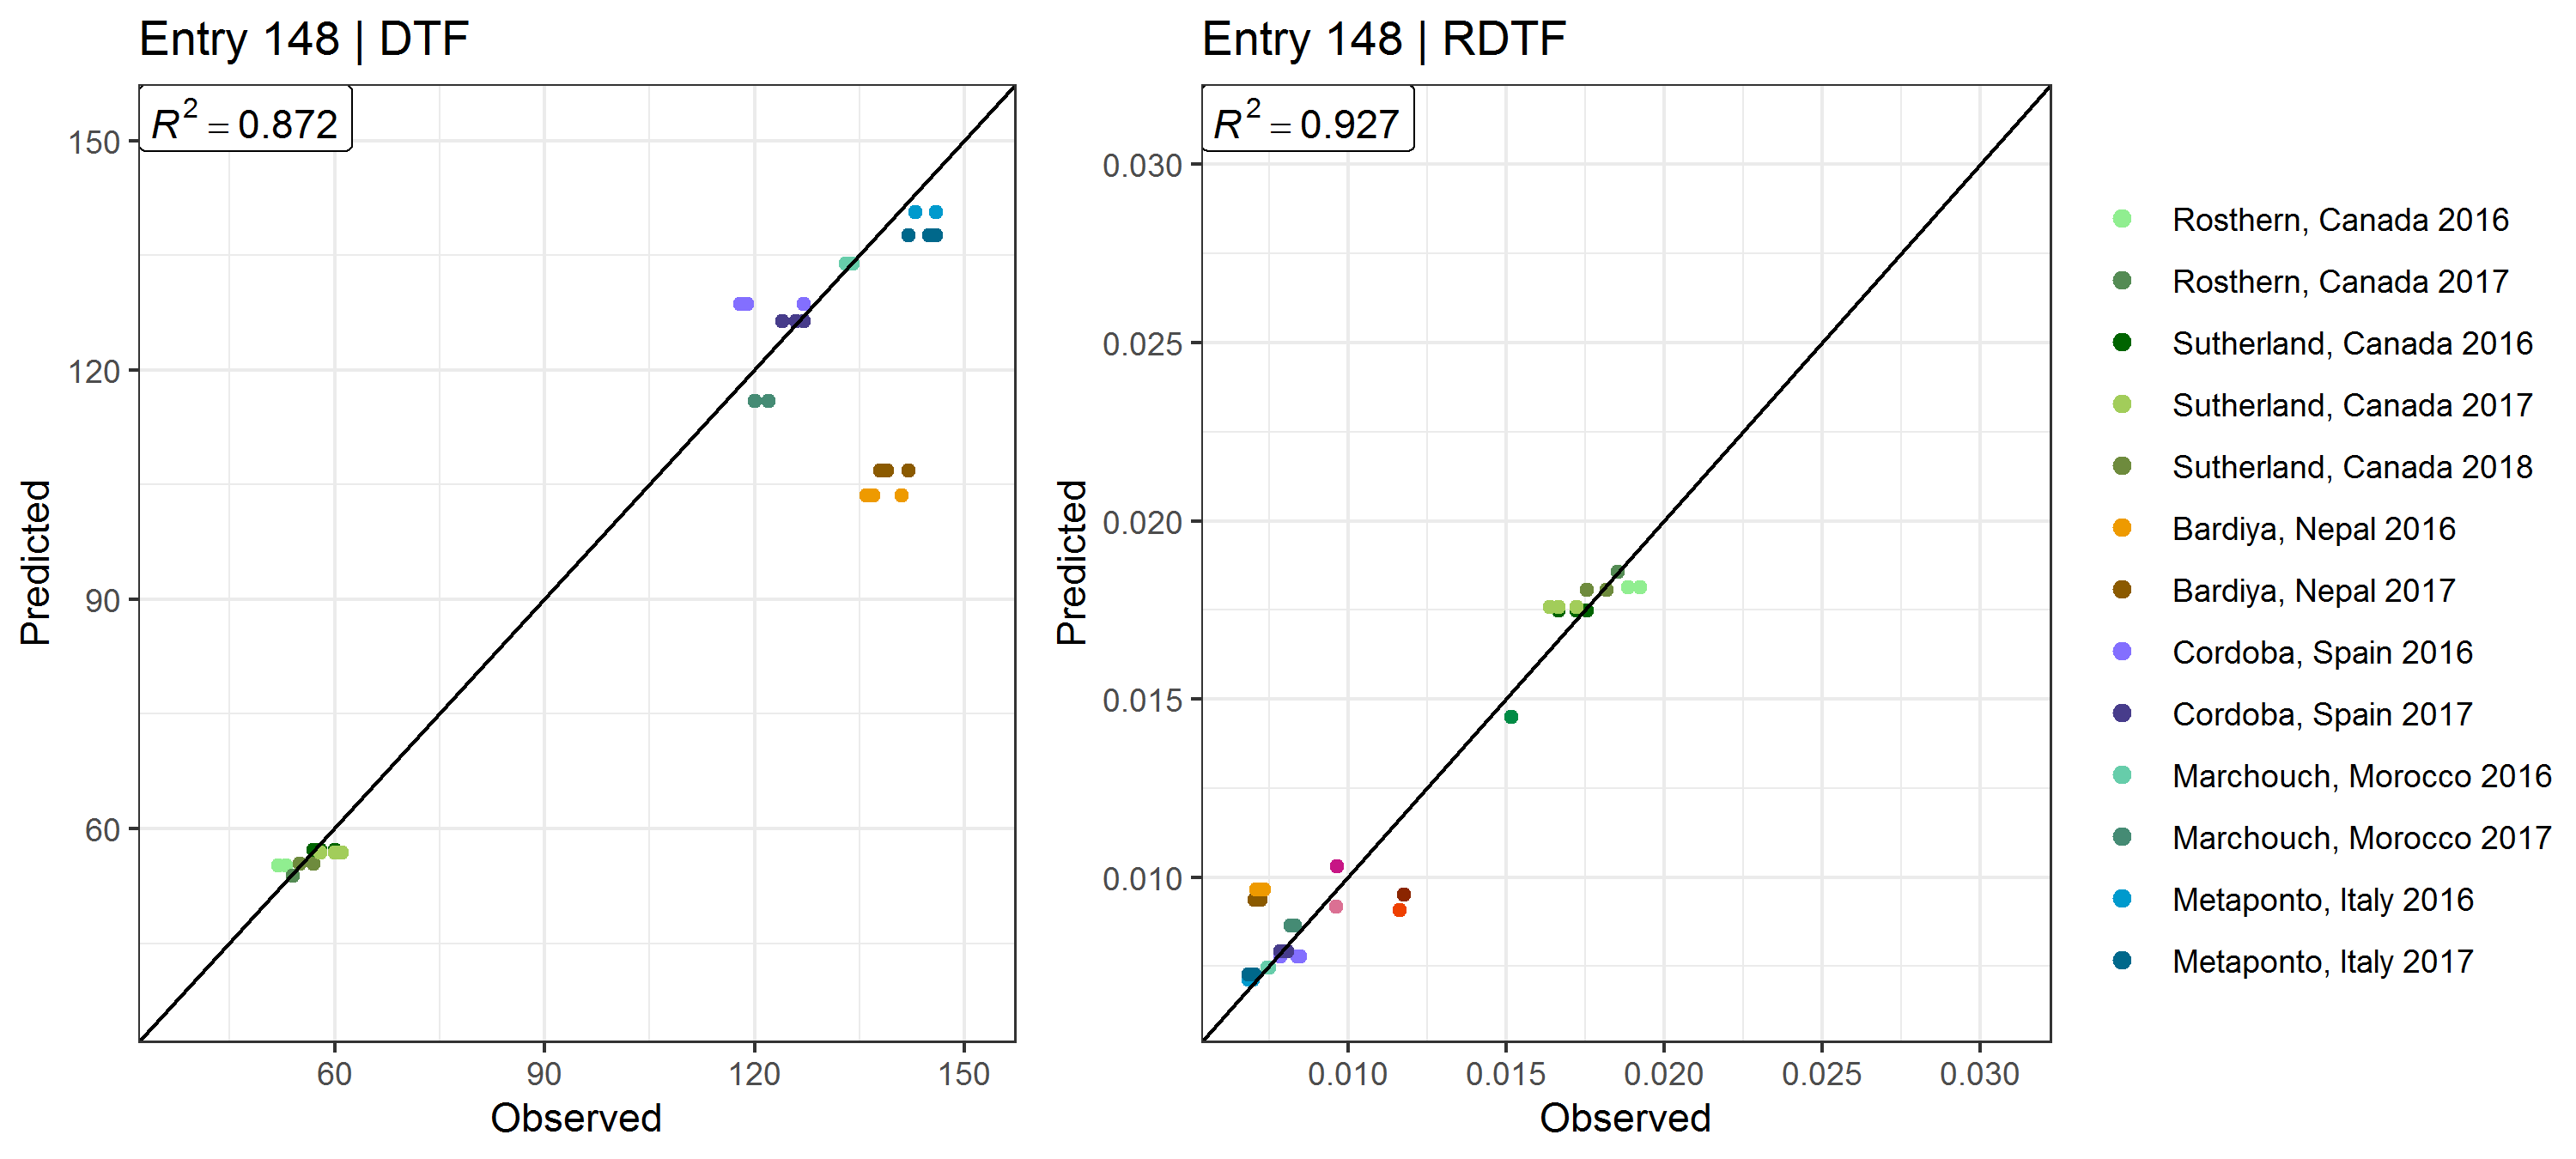 Entry 148 | DTF
R² = 0.872
150
120
90
60
Predicted
60 90 120 150
Observed
Entry 148 | RDTF
R² = 0.927
0.030
0.025
0.020
0.015
0.010
Predicted
0.010 0.015 0.020 0.025 0.030
Observed
Rosthern, Canada 2016
Rosthern, Canada 2017
Sutherland, Canada 2016
Sutherland, Canada 2017
Sutherland, Canada 2018
Bardiya, Nepal 2016
Bardiya, Nepal 2017
Cordoba, Spain 2016
Cordoba, Spain 2017
Marchouch, Morocco 2016
Marchouch, Morocco 2017
Metaponto, Italy 2016
Metaponto, Italy 2017